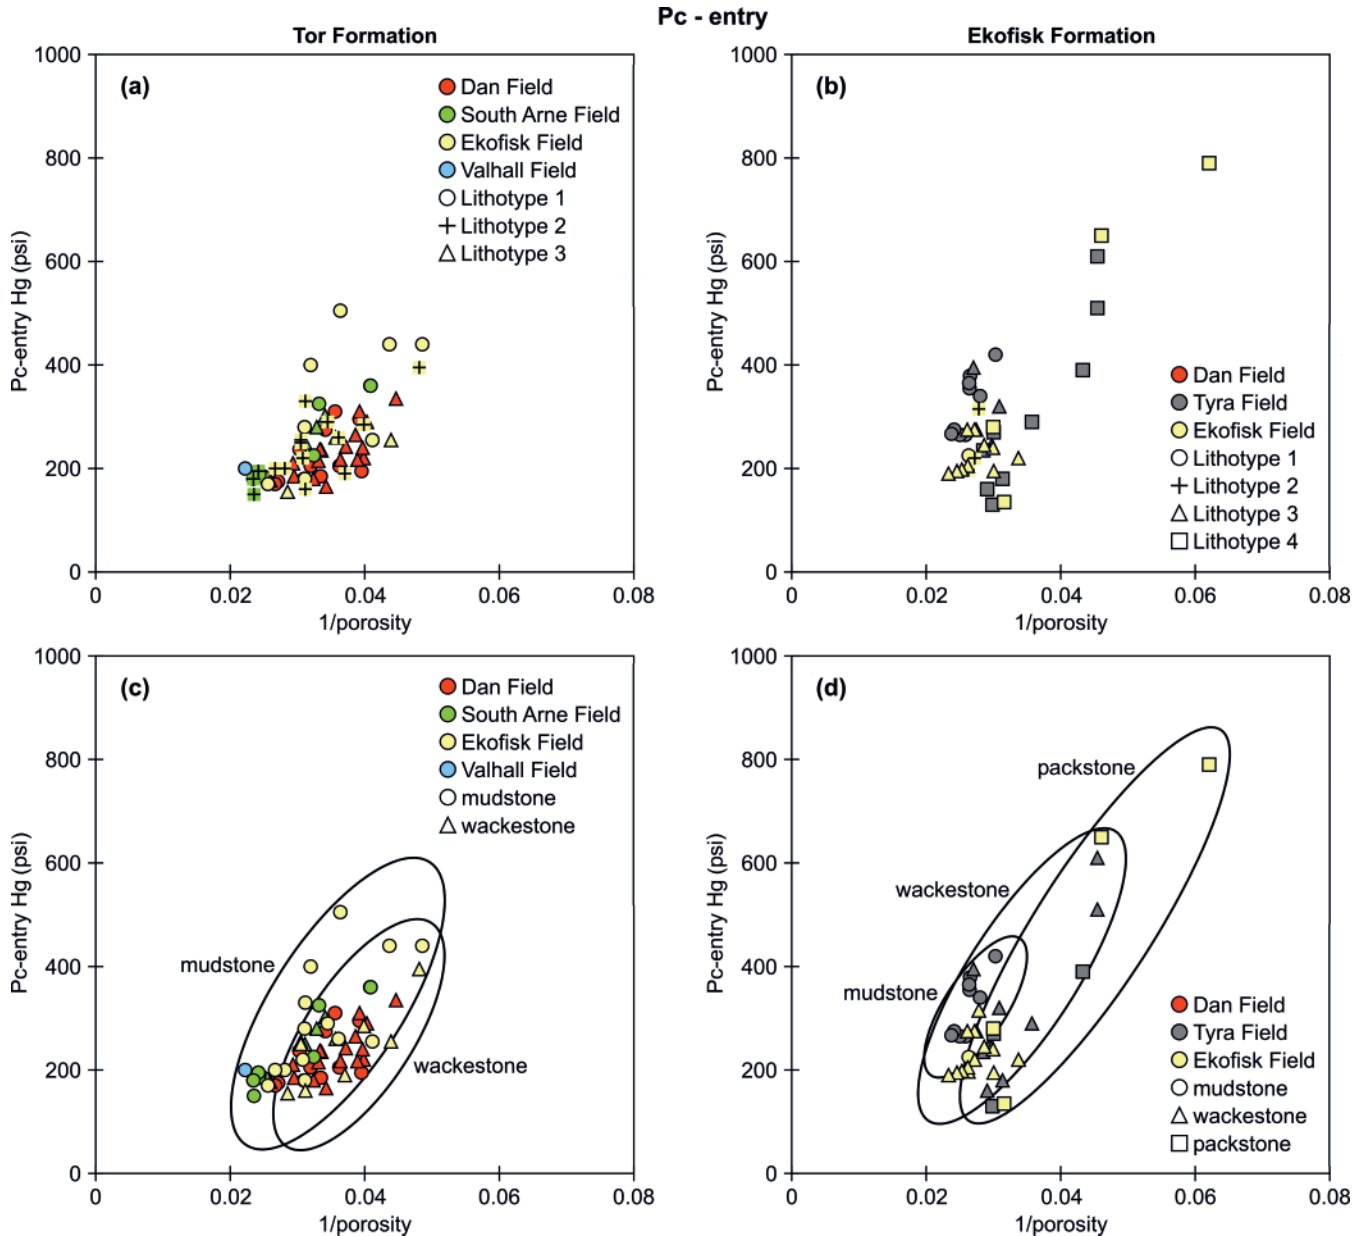 Pc - entry
Tor Formation
Ekofisk Formation
(a)
Dan Field
South Arne Field
Ekofisk Field
Valhall Field
Lithotype 1
Lithotype 2
Lithotype 3
1000
800
600
400
200
0
Pc-entry Hg (psi)
0 0.02 0.04 0.06 0.08
1/porosity
(b)
Dan Field
Tyra Field
Ekofisk Field
Lithotype 1
Lithotype 2
Lithotype 3
Lithotype 4
1000
800
600
400
200
0
Pc-entry Hg (psi)
0 0.02 0.04 0.06 0.08
1/porosity
(c)
Dan Field
South Arne Field
Ekofisk Field
Valhall Field
mudstone
wackestone
mudstone
wackestone
1000
800
600
400
200
0
Pc-entry Hg (psi)
0 0.02 0.04 0.06 0.08
1/porosity
(d)
packstone
wackestone
mudstone
Dan Field
Tyra Field
Ekofisk Field
mudstone
wackestone
packstone
1000
800
600
400
200
0
Pc-entry Hg (psi)
0 0.02 0.04 0.06 0.08
1/porosity